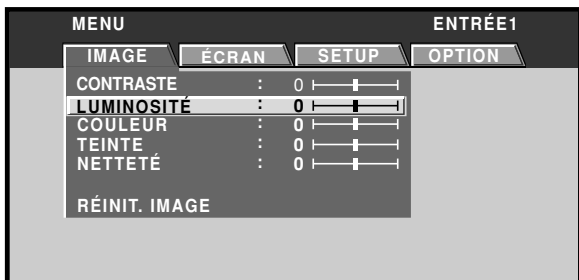 MENU ENTRÉE1
IMAGE ÉCRAN SETUP OPTION
CONTRASTE : 0
LUMINOSITÉ : 0
COULEUR : 0
TEINTE : 0
NETTETÉ : 0
RÉINIT. IMAGE